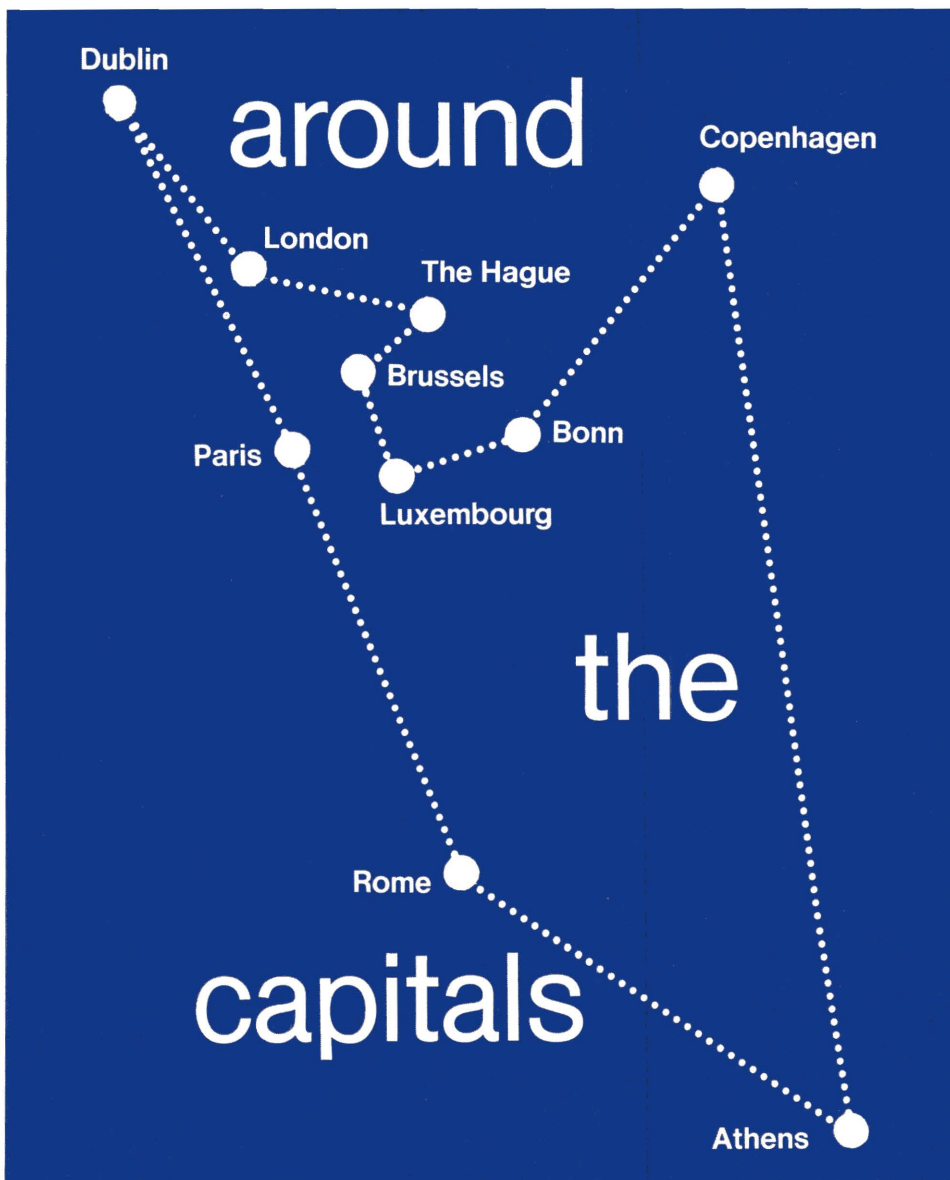 Dublin
around
Copenhagen
London
The Hague
Brussels
Bonn
Paris
Luxembourg
the
Rome
capitals
Athens